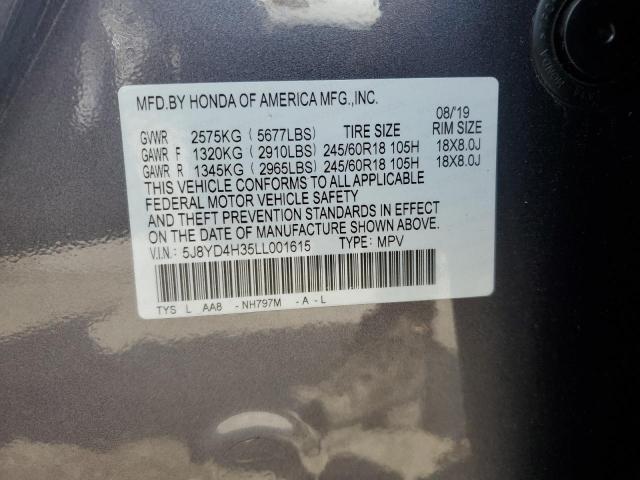 MFD.BY HONDA OF AMERICA MFG.,INC. 08/'19
GVWR 2575KG ( 5677LBS) TIRE SIZE RIM SIZE
GAWR F 1320KG ( 2910LBS) 245/60R18 105H 18X8.0J
GAWR R 1345KG ( 2965LBS) 245/60R18 105H 18X8.0J
THIS VEHICLE CONFORMS TO ALL APPLICABLE
FEDERAL MOTOR VEHICLE SAFETY
AND THEFT PREVENTION STANDARDS IN EFFECT
ON THE DATE OF MANUFACTURE SHOWN ABOVE.
V.I.N: 5J8YD4H35LL001615 TYPE: MPV
TYS L AA8 - NH797M - A - L